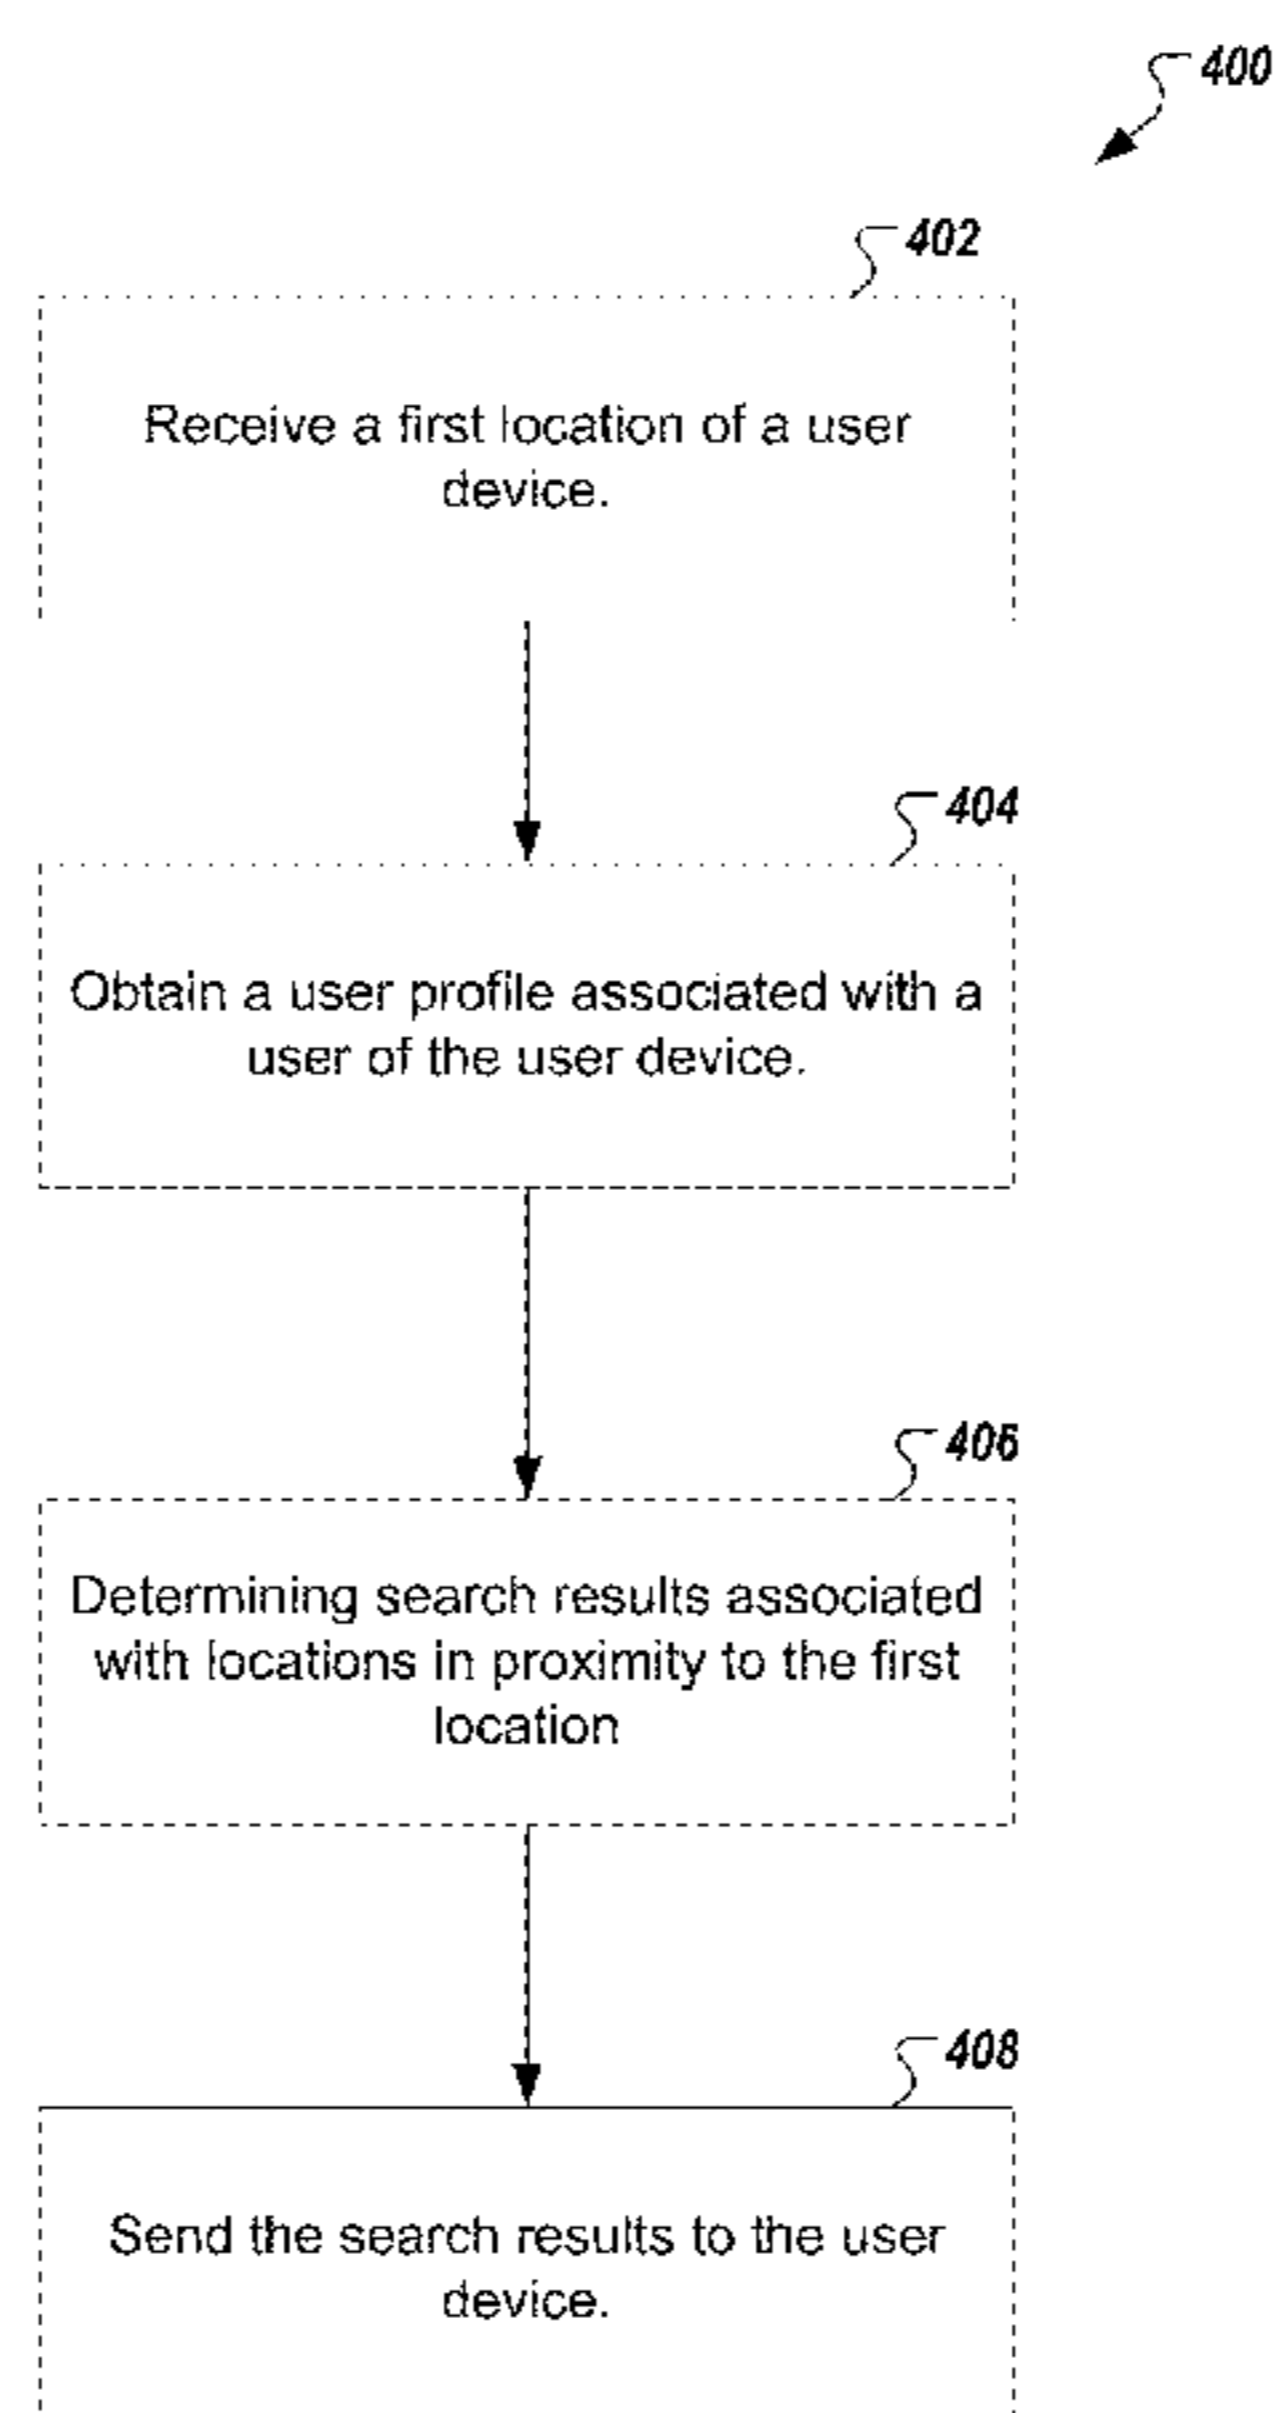 400
402
Receive a first location of a user
device.
404
Obtain a user profile associated with a
user of the user device.
406
Determining search results associated
with locations in proximity to the first
location
408
Send the search results to the user
device.